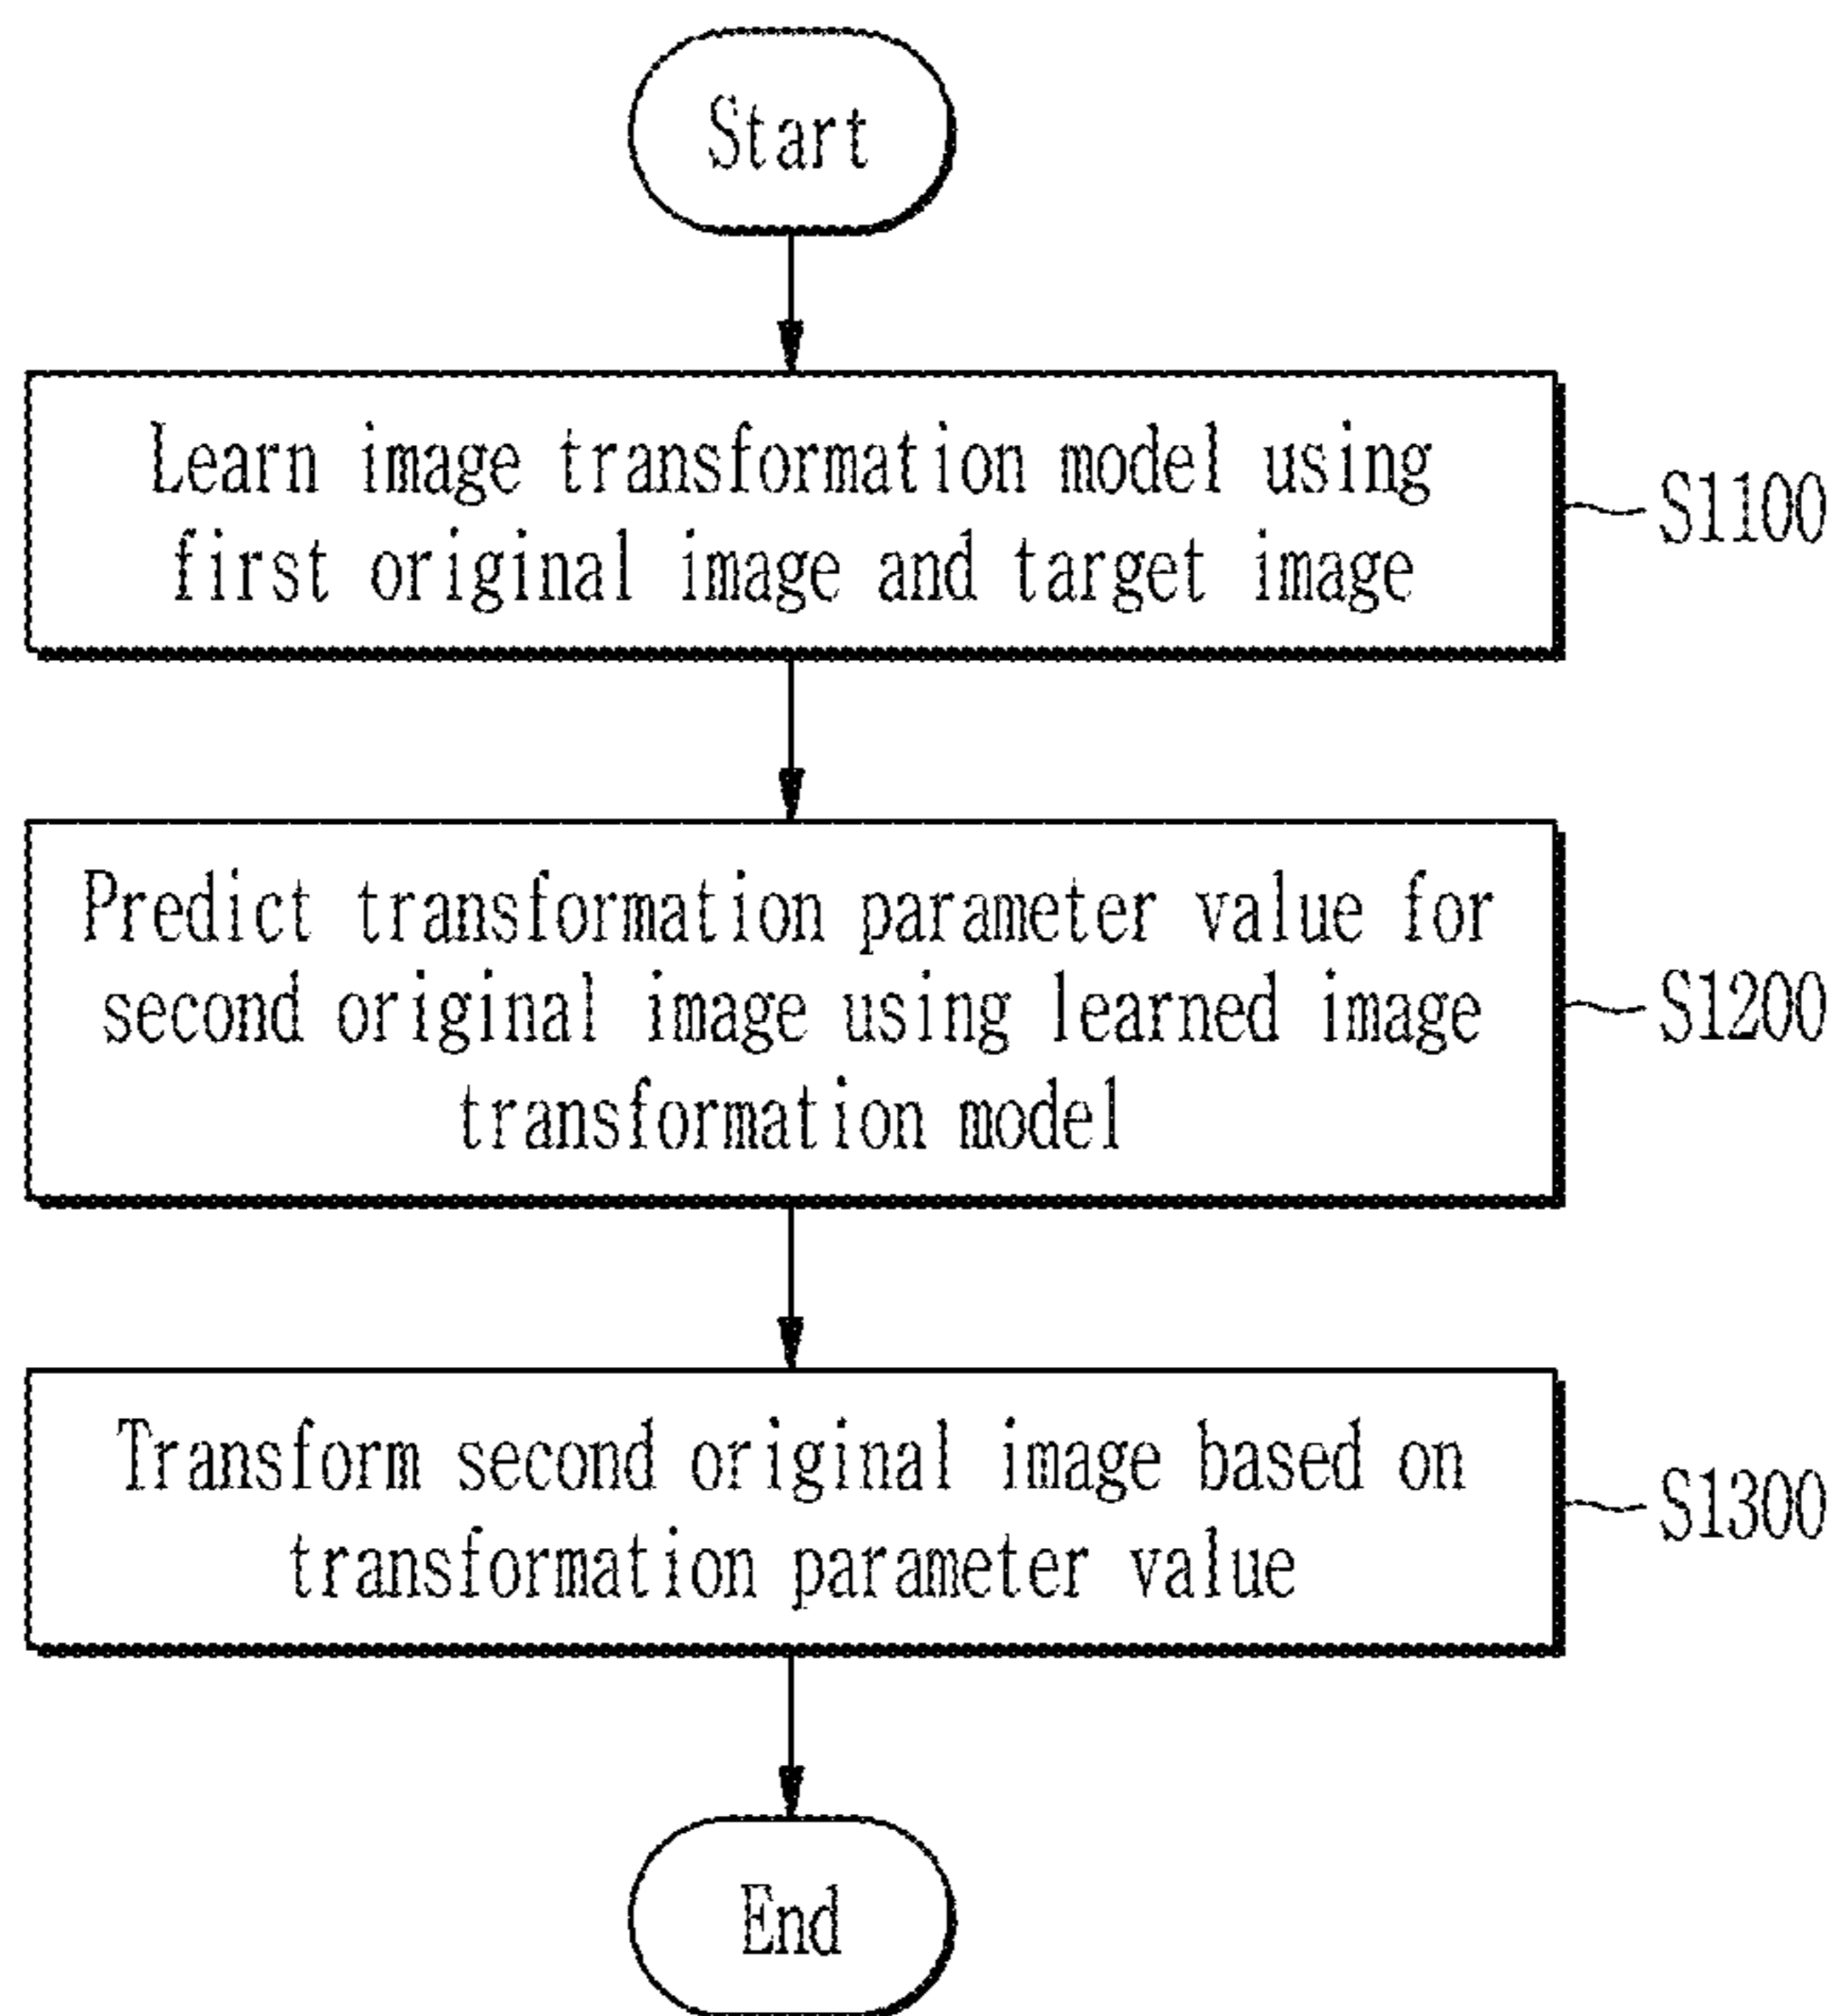 Start
Learn image transformation model using
first original image and target image
S1100
Predict transformation parameter value for
second original image using learned image
transformation model
S1200
Transform second original image based on
transformation parameter value
S1300
End